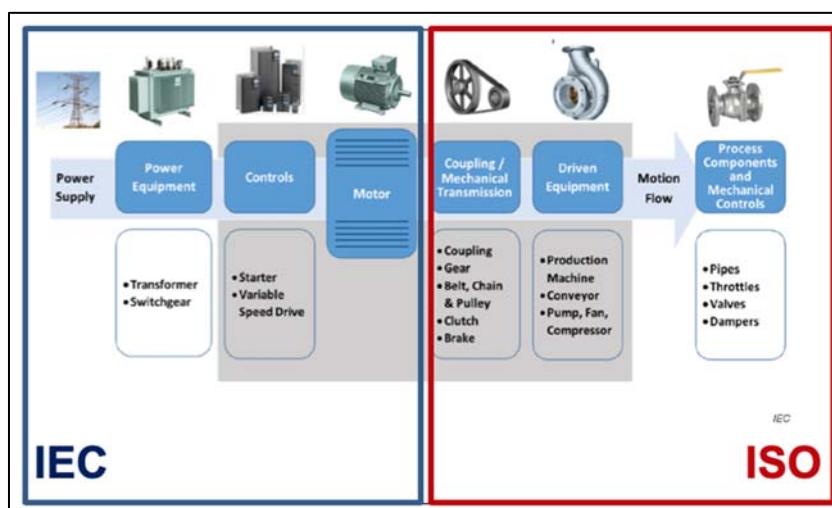 Power
Supply
Power
Equipment
Controls
Motor
Coupling /
Mechanical
Transmission
Driven
Equipment
Motion
Flow
Process
Components
and
Mechanical
Controls
• Transformer
• Switchgear
• Starter
• Variable
Speed Drive
• Coupling
• Gear
• Belt, Chain
& Pulley
• Clutch
• Brake
• Production
Machine
• Conveyor
• Pump, Fan,
Compressor
• Pipes
• Throttles
• Valves
• Dampers
IEC
IEC
ISO